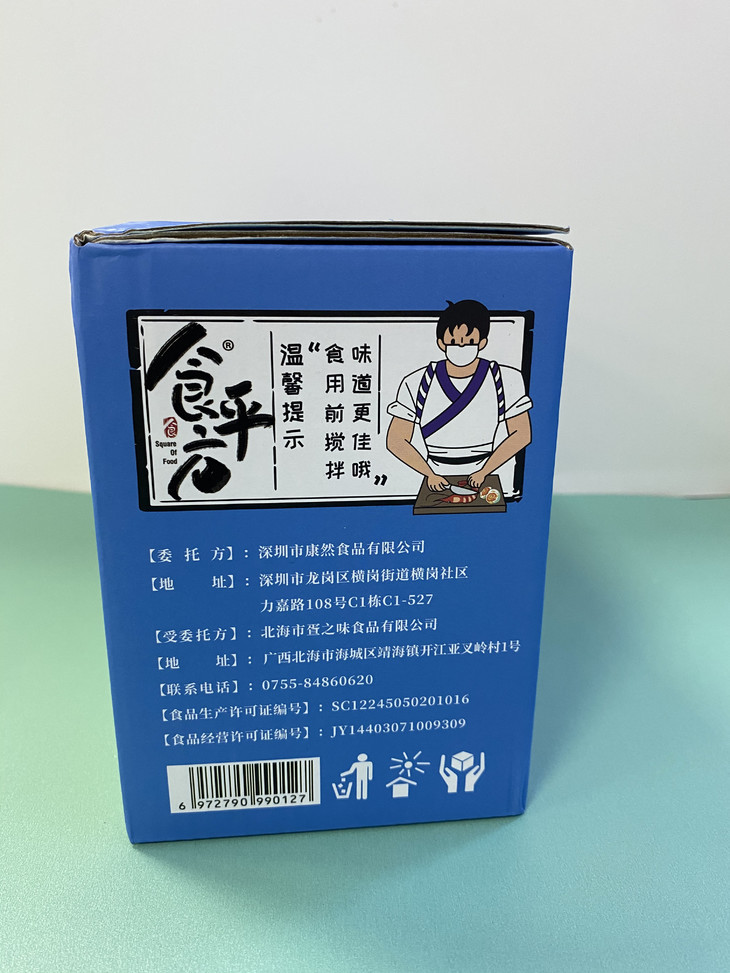 食平方®
食
Square
Of
Food
温馨提示
“食用前搅拌
味道更佳哦”
【委 托 方】：深圳市康然食品有限公司
【地 址】：深圳市龙岗区横岗街道横岗社区
力嘉路108号C1栋C1-527
【受委托方】：北海市疍之味食品有限公司
【地 址】：广西北海市海城区靖海镇开江亚叉岭村1号
【联系电话】：0755-84860620
【食品生产许可证编号】：SC12245050201016
【食品经营许可证编号】：JY14403071009309
6 972790 990127